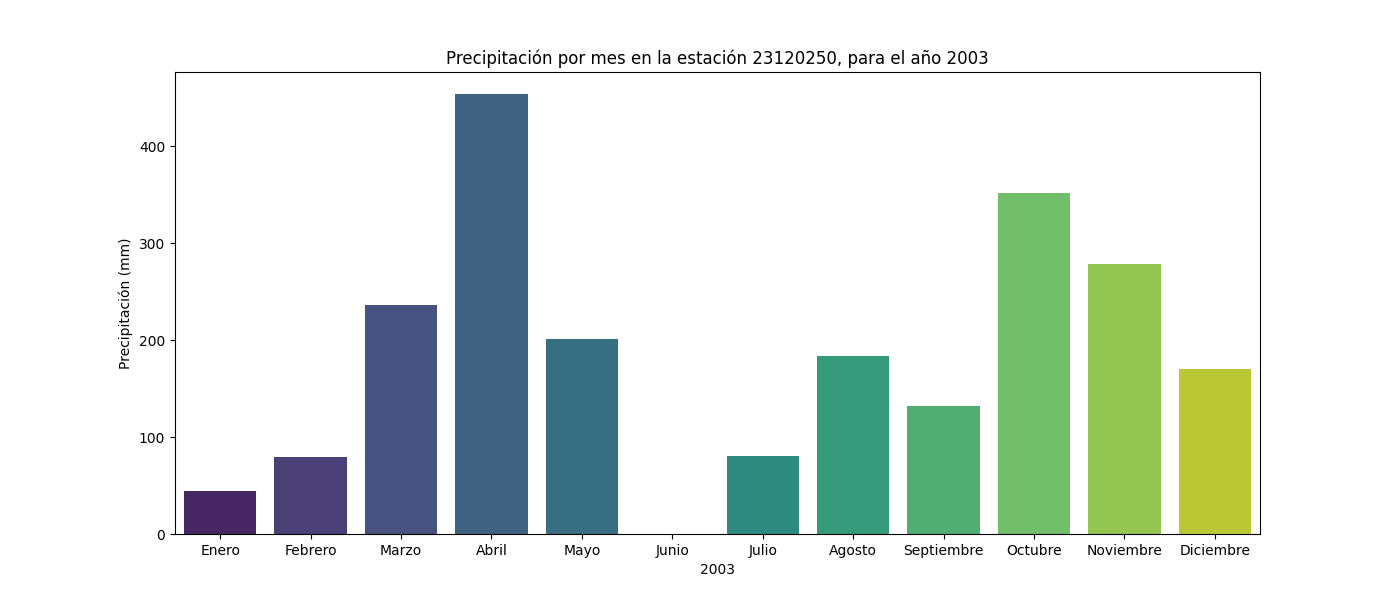 Precipitación por mes en la estación 23120250, para el año 2003
Precipitación (mm)
400
300
200
100
0
Enero Febrero Marzo Abril Mayo Junio Julio Agosto Septiembre Octubre Noviembre Diciembre
2003